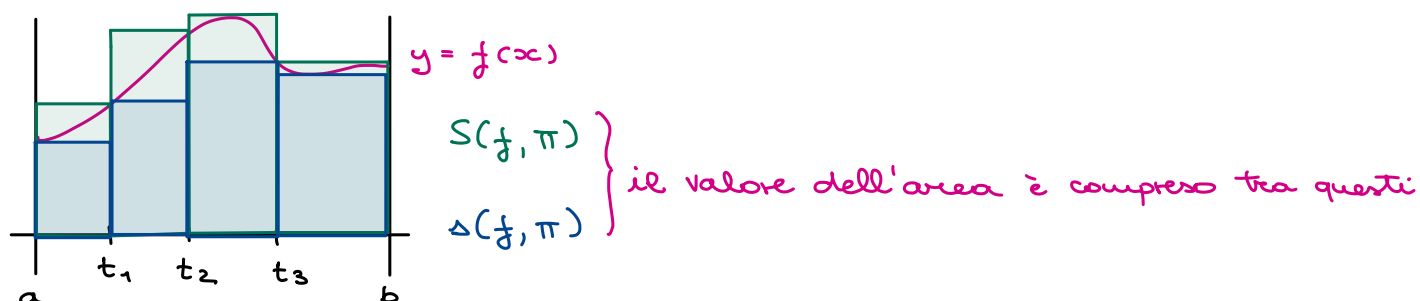 y = f(x)
S(f, π)
s(f, π)
il valore dell'area è compreso tra questi
t₁ t₂ t₃
a b